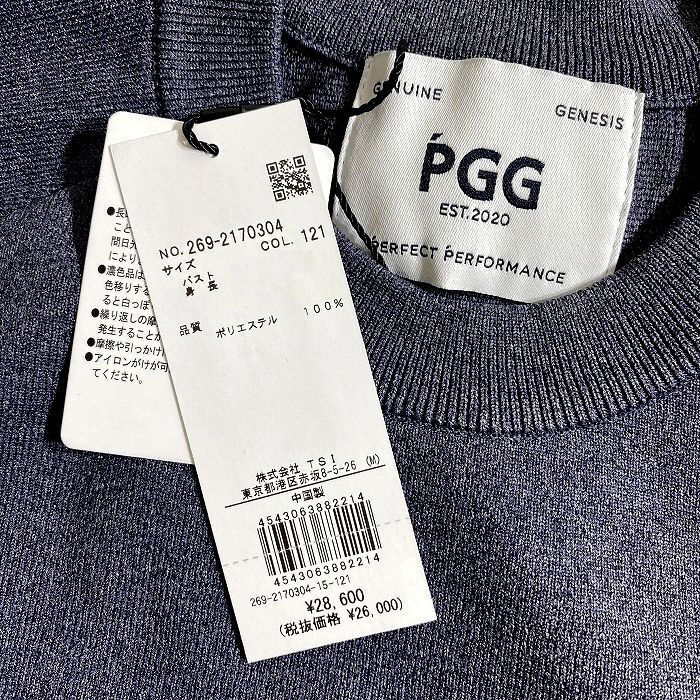 GENUINE GENESIS
PGG
EST.2020
PERFECT PERFORMANCE
NO. 269-2170304
サイズ COL. 121
バスト
身長
品質 ポリエステル 100%
株式会社 TSI
東京都港区赤坂8-5-26 (M)
中国製
4543063882214
4543063882214
269-2170304-15-121
¥28,600
(税抜価格 ¥26,000)
●長
こと
間日光
により
●濃色品は
色移りする
ると白っぽ
●繰り返しの摩
発生することが
●摩擦や引っかけ
●アイロンがけが可
てください。